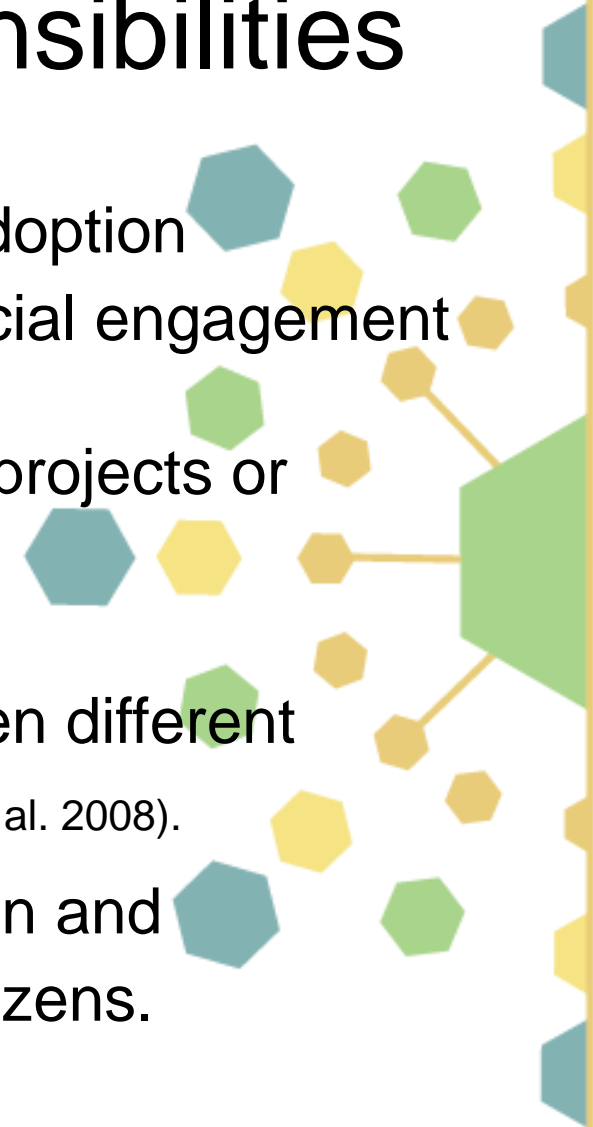 nsibilities
doption
cial engagement
projects or
en different
al. 2008).
n and
zens.